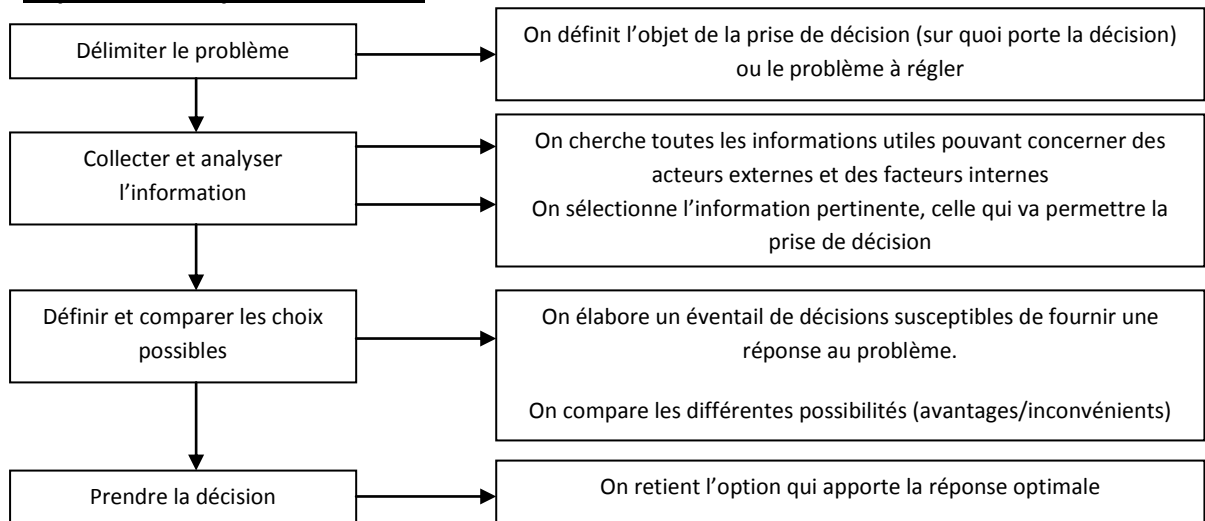 Délimiter le problème
On définit l’objet de la prise de décision (sur quoi porte la décision)
ou le problème à régler
Collecter et analyser
l’information
On cherche toutes les informations utiles pouvant concerner des
acteurs externes et des facteurs internes
On sélectionne l’information pertinente, celle qui va permettre la
prise de décision
Définir et comparer les choix
possibles
On élabore un éventail de décisions susceptibles de fournir une
réponse au problème.
On compare les différentes possibilités (avantages/inconvénients)
Prendre la décision
On retient l’option qui apporte la réponse optimale